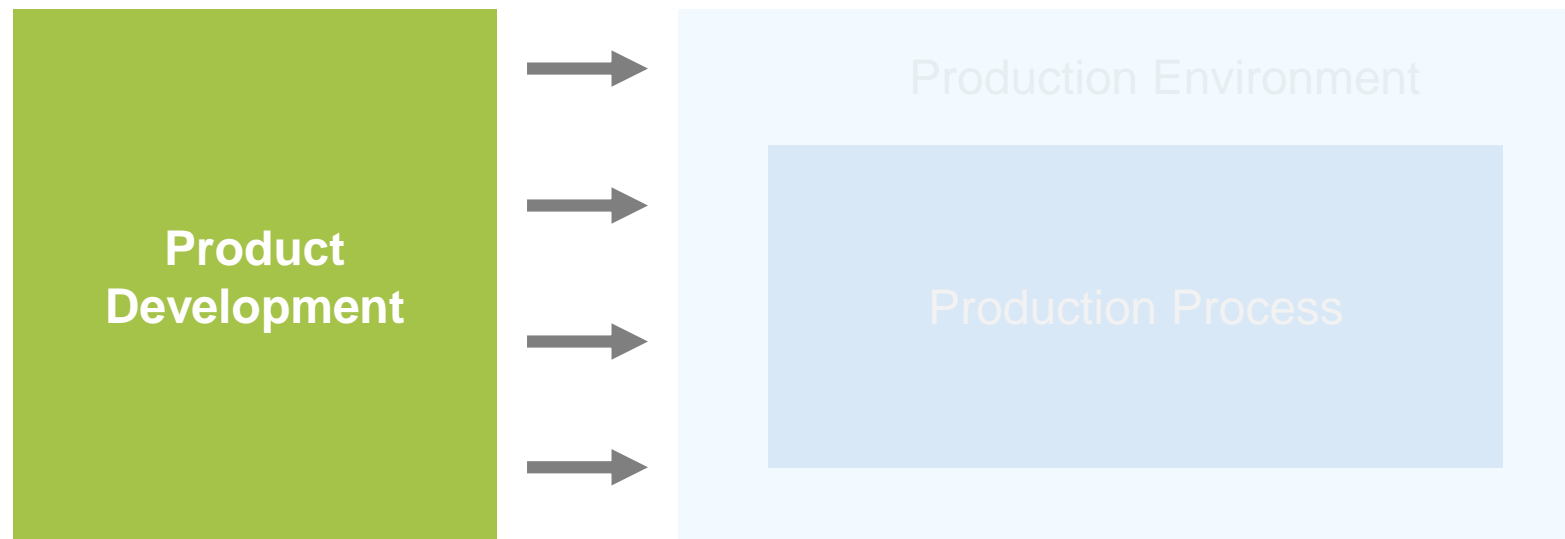 Product
Development
Production Environment
Production Process